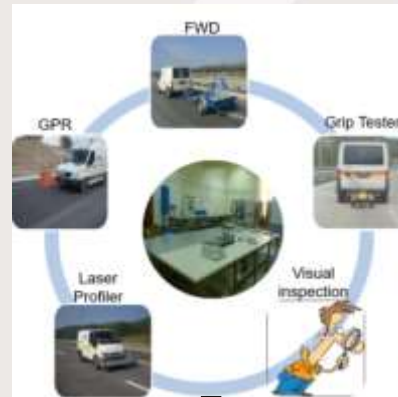 FWD
GPR
Grip Tester
Laser
Profiler
Visual
inspection